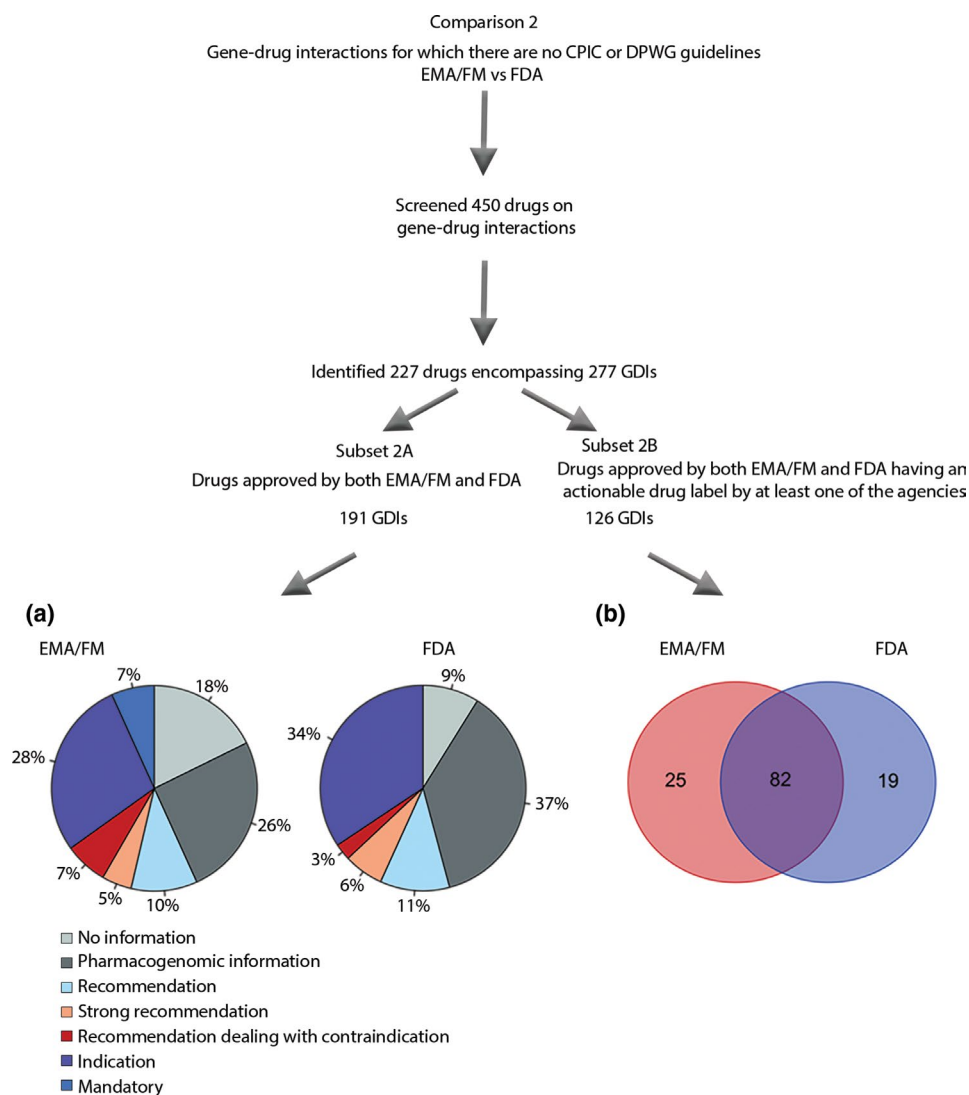 Comparison 2
Gene-drug interactions for which there are no CPIC or DPWG guidelines
EMA/FM vs FDA
Screened 450 drugs on
gene-drug interactions
Identified 227 drugs encompassing 277 GDIs
Subset 2A
Drugs approved by both EMA/FM and FDA
191 GDIs
Subset 2B
Drugs approved by both EMA/FM and FDA having an
actionable drug label by at least one of the agencies
126 GDIs
(a)
EMA/FM
7%
18%
28%
26%
7%
5%
10%
FDA
9%
34%
37%
3%
6%
11%
No information
Pharmacogenomic information
Recommendation
Strong recommendation
Recommendation dealing with contraindication
Indication
Mandatory
(b)
EMA/FM
FDA
25
82
19